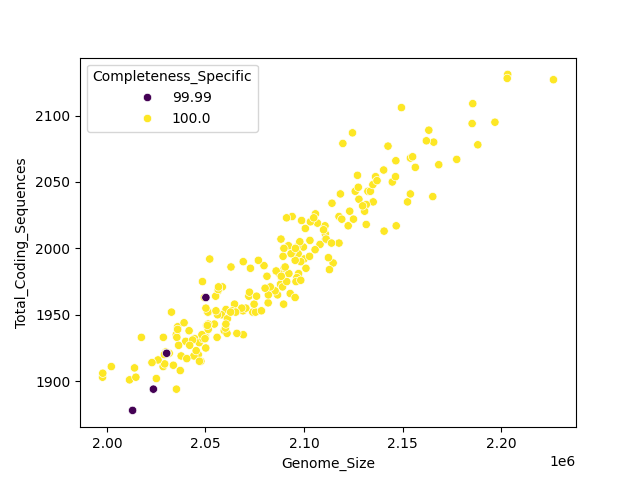 Completeness_Specific
99.99
100.0
Total_Coding_Sequences
2100
2050
2000
1950
1900
2.00 2.05 2.10 2.15 2.20
1e6
Genome_Size